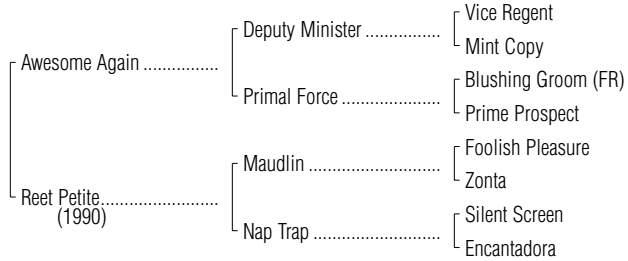 Vice Regent
Deputy Minister ..................
Mint Copy
Awesome Again ...............
Blushing Groom (FR)
Primal Force .....................
Prime Prospect
Foolish Pleasure
Maudlin ............................
Zonta
Reet Petite.......................
(1990)
Silent Screen
Nap Trap ...........................
Encantadora